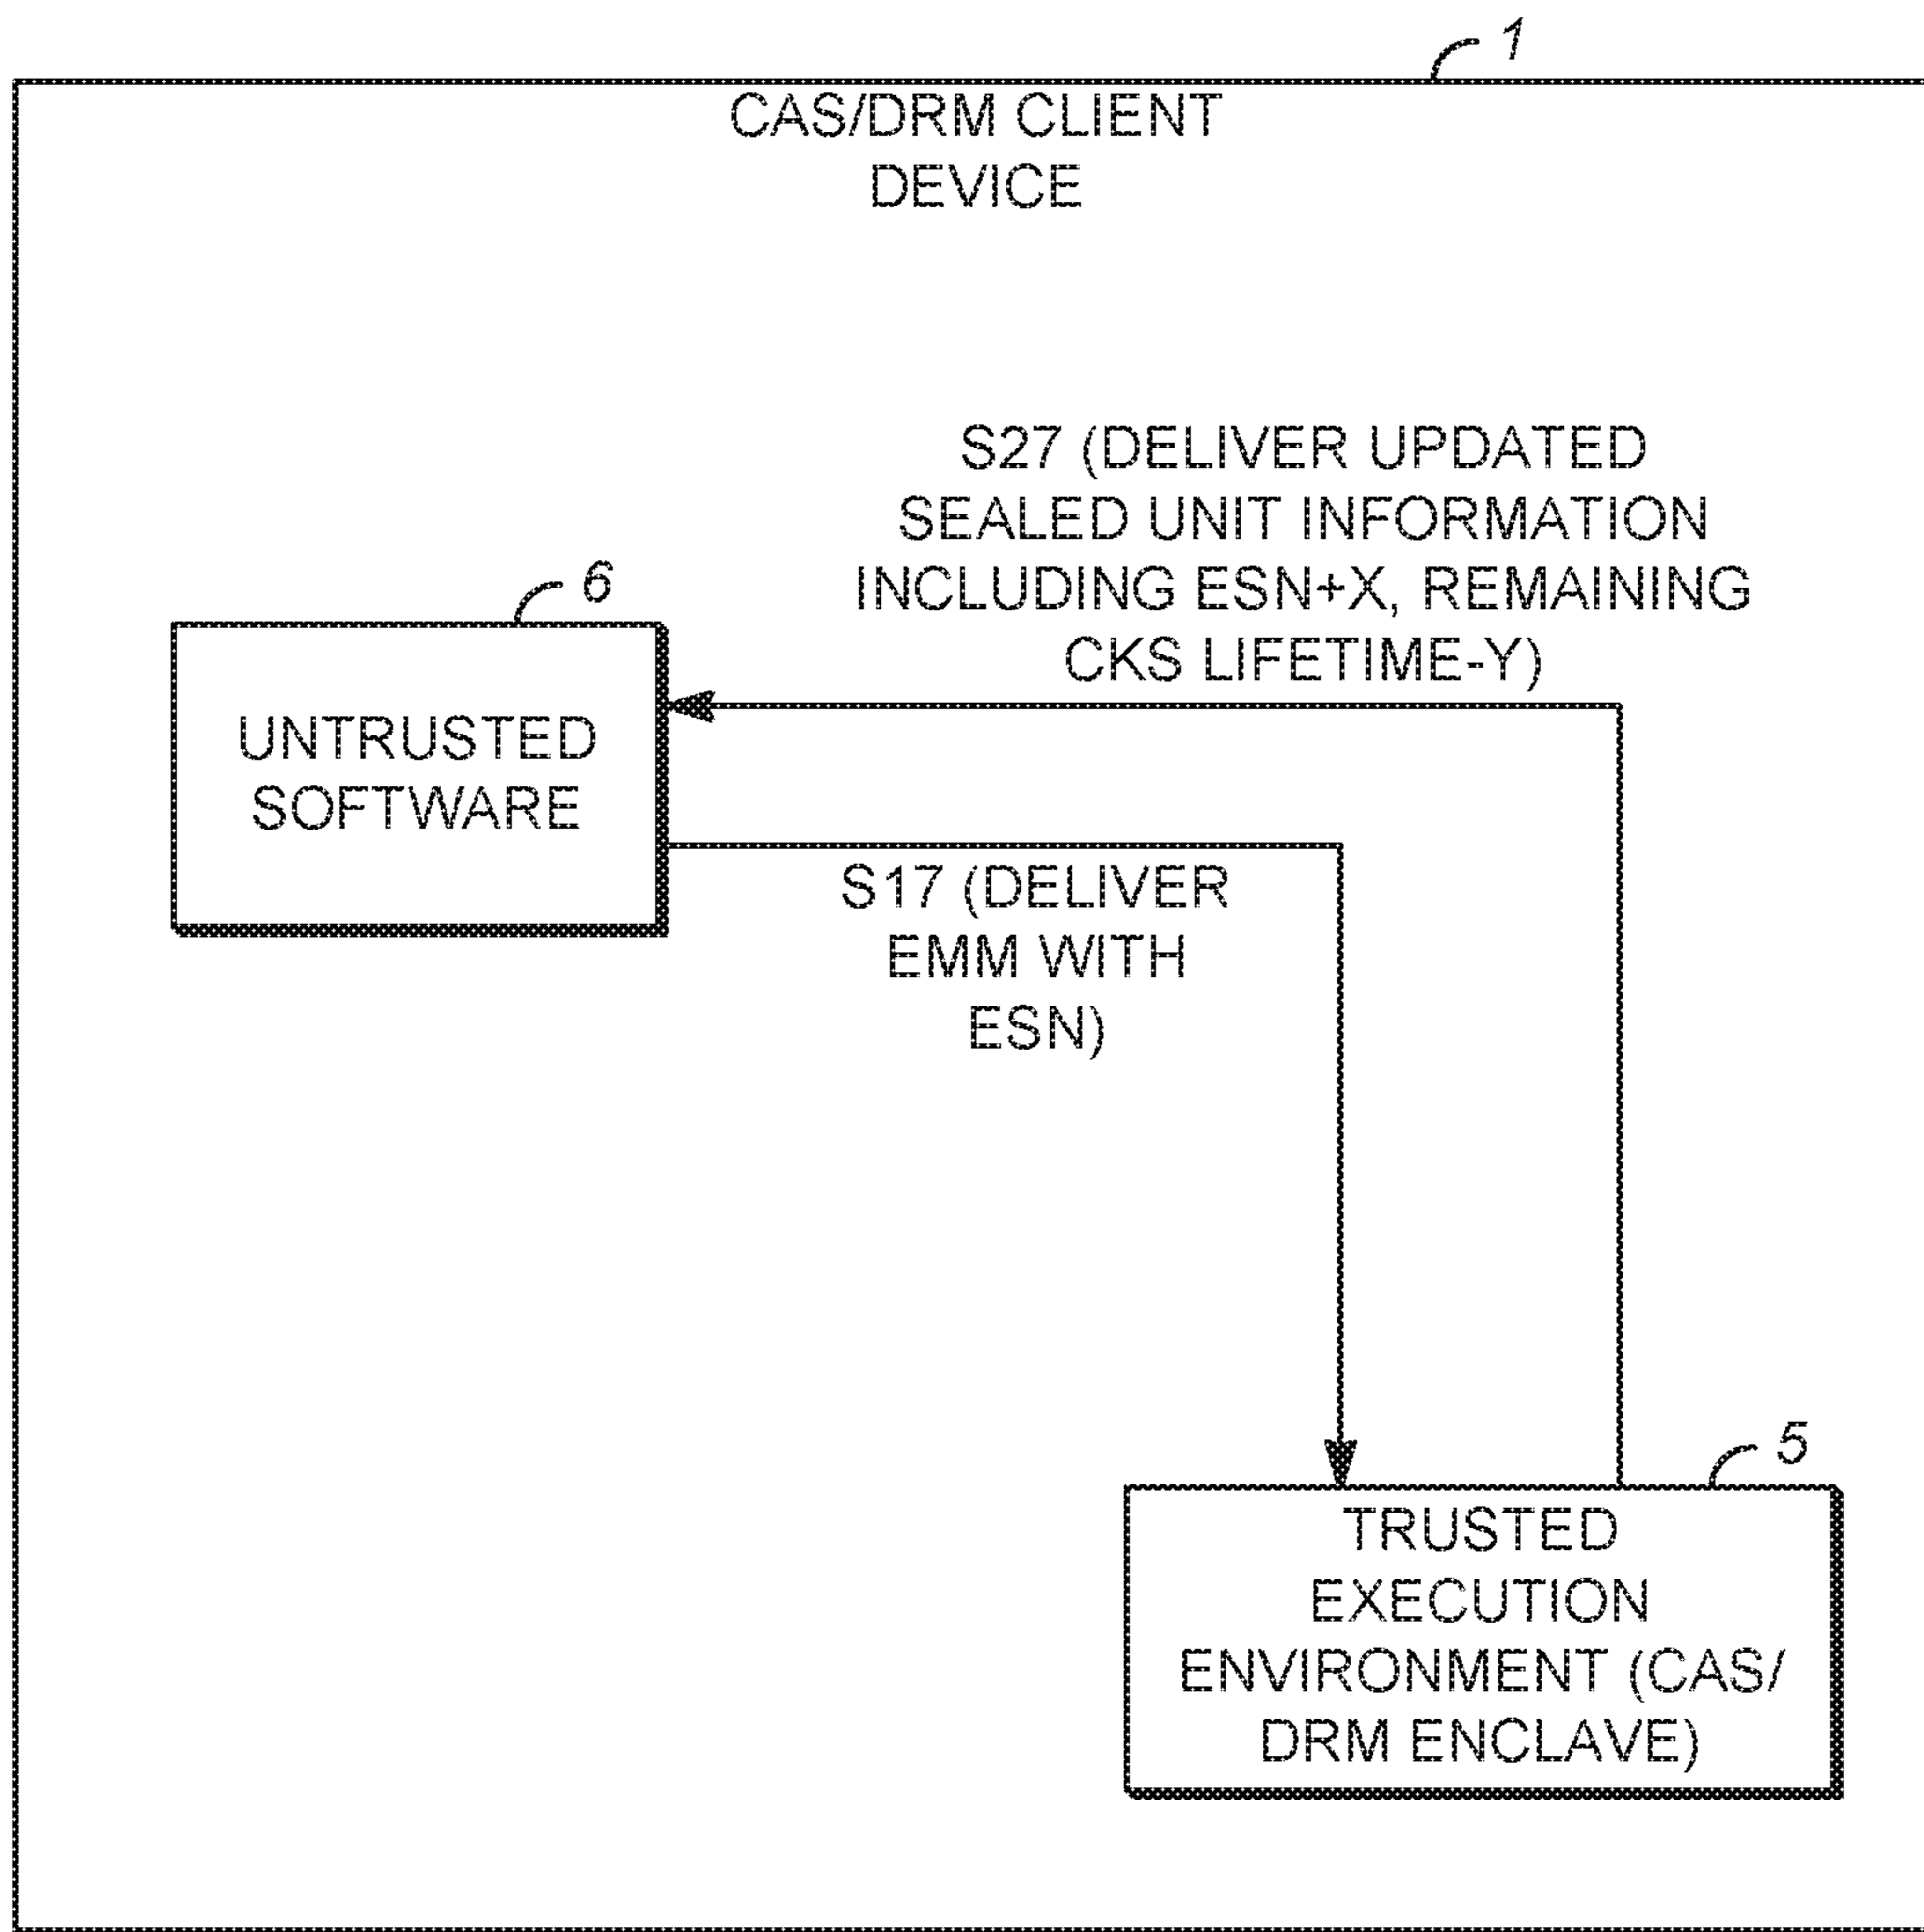 1
CAS/DRM CLIENT
DEVICE
S27 (DELIVER UPDATED
SEALED UNIT INFORMATION
INCLUDING ESN+X, REMAINING
CKS LIFETIME-Y)
6
UNTRUSTED
SOFTWARE
S17 (DELIVER
EMM WITH
ESN)
5
TRUSTED
EXECUTION
ENVIRONMENT (CAS/
DRM ENCLAVE)